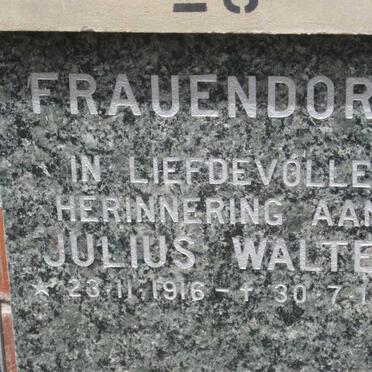 FRAUENDOR
IN LIEFDEVOLLE
HERINNERING AAN
JULIUS WALTE
* 23.11.1916 - † 30.7.1